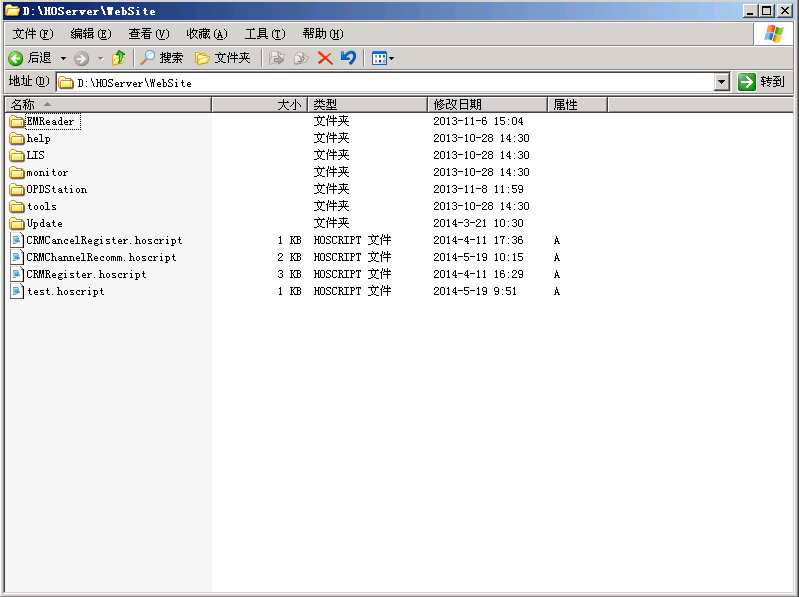 D:\HOServer\WebSite
文件(F) 编辑(E) 查看(V) 收藏(A) 工具(T) 帮助(H)
后退 搜索 文件夹
地址(D) D:\HOServer\WebSite 转到
名称 大小 类型 修改日期 属性
EMReader 文件夹 2013-11-6 15:04
help 文件夹 2013-10-28 14:30
LIS 文件夹 2013-10-28 14:30
monitor 文件夹 2013-10-28 14:30
OPDStation 文件夹 2013-11-8 11:59
tools 文件夹 2013-10-28 14:30
Update 文件夹 2014-3-21 10:30
CRMCancelRegister.hoscript 1 KB HOSCRIPT 文件 2014-4-11 17:36 A
CRMChannelRecomm.hoscript 2 KB HOSCRIPT 文件 2014-5-19 10:15 A
CRMRegister.hoscript 3 KB HOSCRIPT 文件 2014-4-11 16:29 A
test.hoscript 1 KB HOSCRIPT 文件 2014-5-19 9:51 A